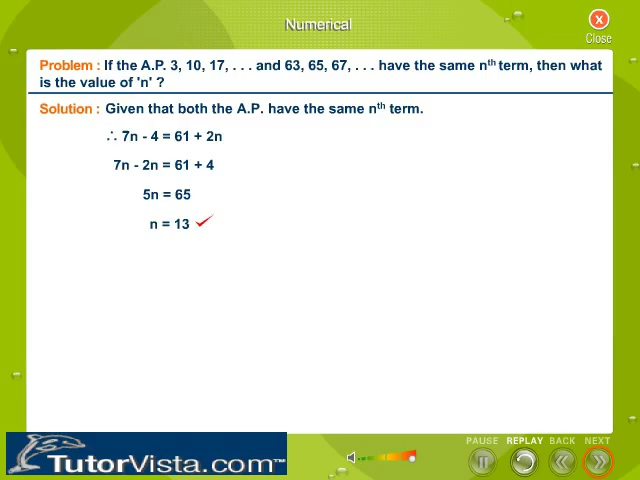 Numerical
X
Close
Problem : If the A.P. 3, 10, 17, . . . and 63, 65, 67, . . . have the same nth term, then what
is the value of 'n' ?
Solution : Given that both the A.P. have the same nth term.
∴ 7n - 4 = 61 + 2n
7n - 2n = 61 + 4
5n = 65
n = 13 ✓
PAUSE REPLAY BACK NEXT
TutorVista.com™